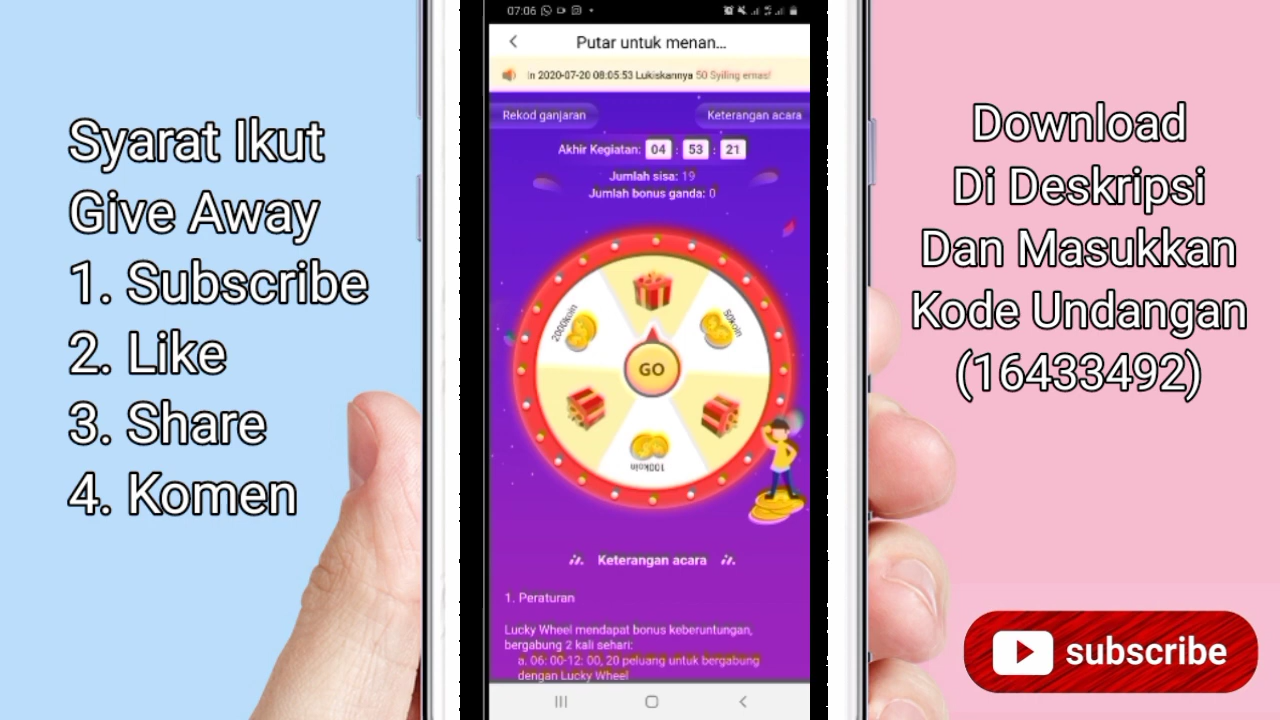 Syarat Ikut
Give Away
1. Subscribe
2. Like
3. Share
4. Komen
07:06
Putar untuk menan...
in 2020-07-20 08:05:53 Lukiskannya 50 Syiling emas!
Rekod ganjaran
Keterangan acara
Akhir Kegiatan: 04 : 53 : 21
Jumlah sisa: 19
Jumlah bonus ganda: 0
2000koin
50koin
GO
100koin
Keterangan acara
1. Peraturan
Lucky Wheel mendapat bonus keberuntungan,
bergabung 2 kali sehari:
a. 06: 00-12: 00, 20 peluang untuk bergabung
dengan Lucky Wheel
Download
Di Deskripsi
Dan Masukkan
Kode Undangan
(16433492)
subscribe